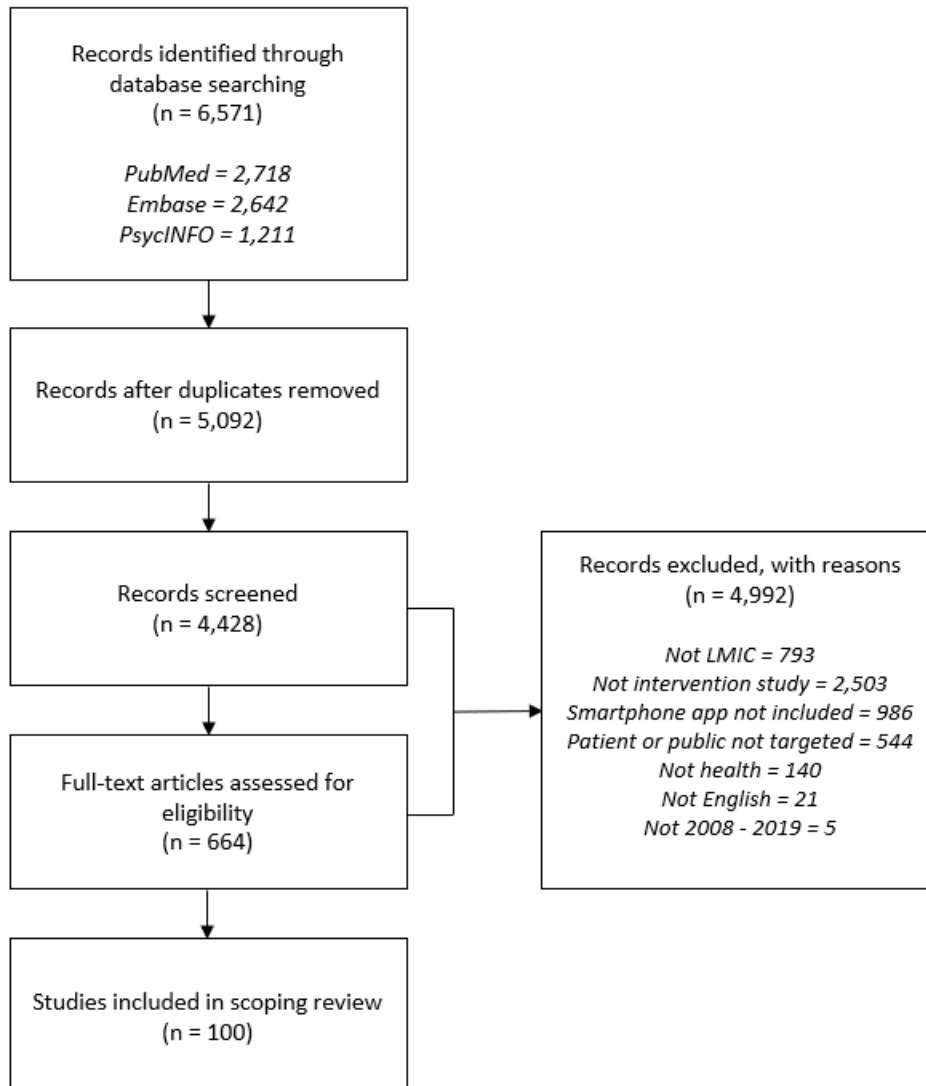 Records identified through
database searching
(n = 6,571)
PubMed = 2,718
Embase = 2,642
PsycINFO = 1,211
Records after duplicates removed
(n = 5,092)
Records screened
(n = 4,428)
Full-text articles assessed for
eligibility
(n = 664)
Records excluded, with reasons
(n = 4,992)
Not LMIC = 793
Not intervention study = 2,503
Smartphone app not included = 986
Patient or public not targeted = 544
Not health = 140
Not English = 21
Not 2008 - 2019 = 5
Studies included in scoping review
(n = 100)